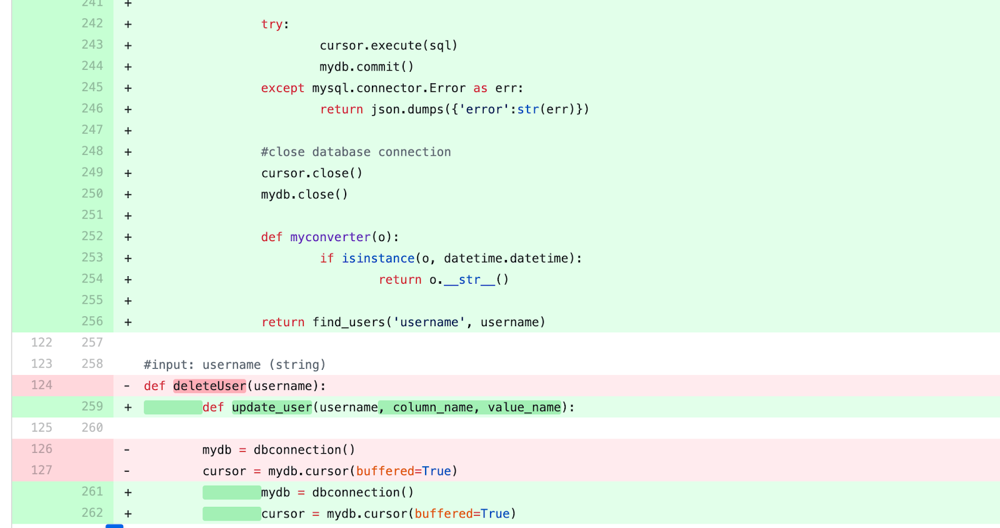 241 +
242 + try:
243 + cursor.execute(sql)
244 + mydb.commit()
245 + except mysql.connector.Error as err:
246 + return json.dumps({'error':str(err)})
247 +
248 + #close database connection
249 + cursor.close()
250 + mydb.close()
251 +
252 + def myconverter(o):
253 + if isinstance(o, datetime.datetime):
254 + return o.__str__()
255 +
256 + return find_users('username', username)
122 257
123 258 #input: username (string)
124 - def deleteUser(username):
259 + def update_user(username, column_name, value_name):
125 260
126 - mydb = dbconnection()
127 - cursor = mydb.cursor(buffered=True)
261 + mydb = dbconnection()
262 + cursor = mydb.cursor(buffered=True)